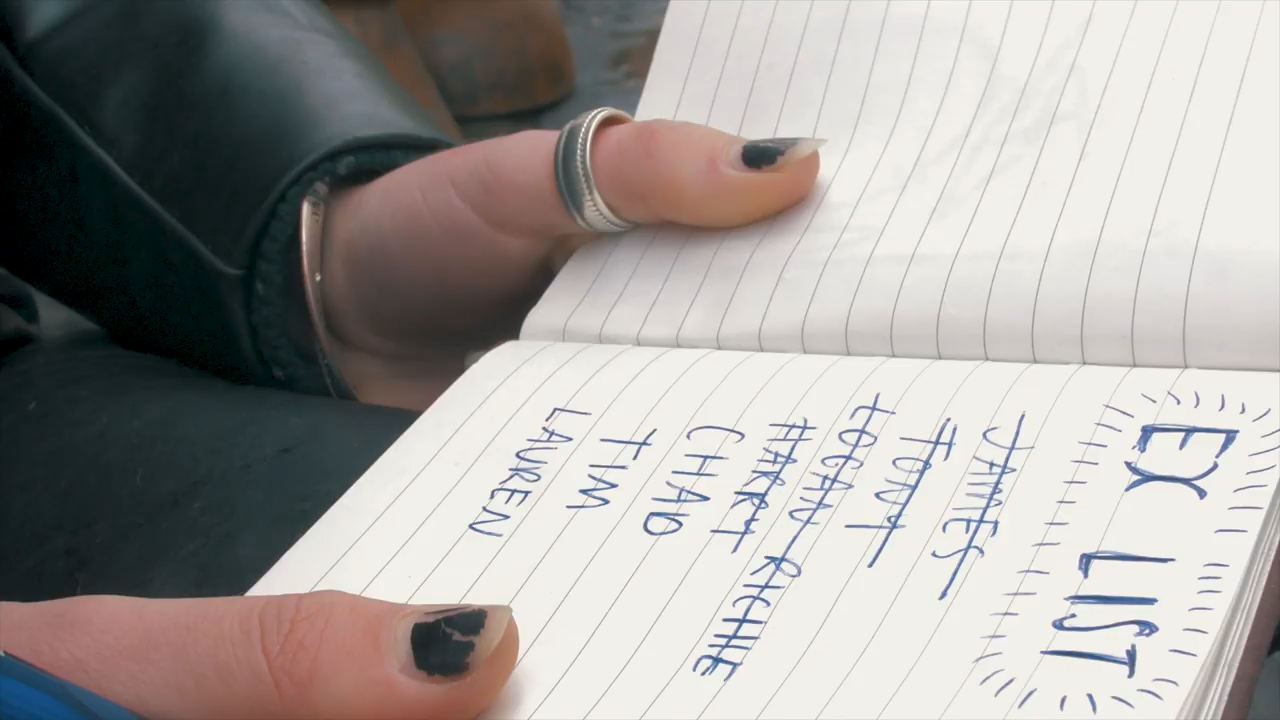 EX LIST
JAMES
TONY
LOGAN RICHIE
HARRY
CHAD
TIM
LAUREN